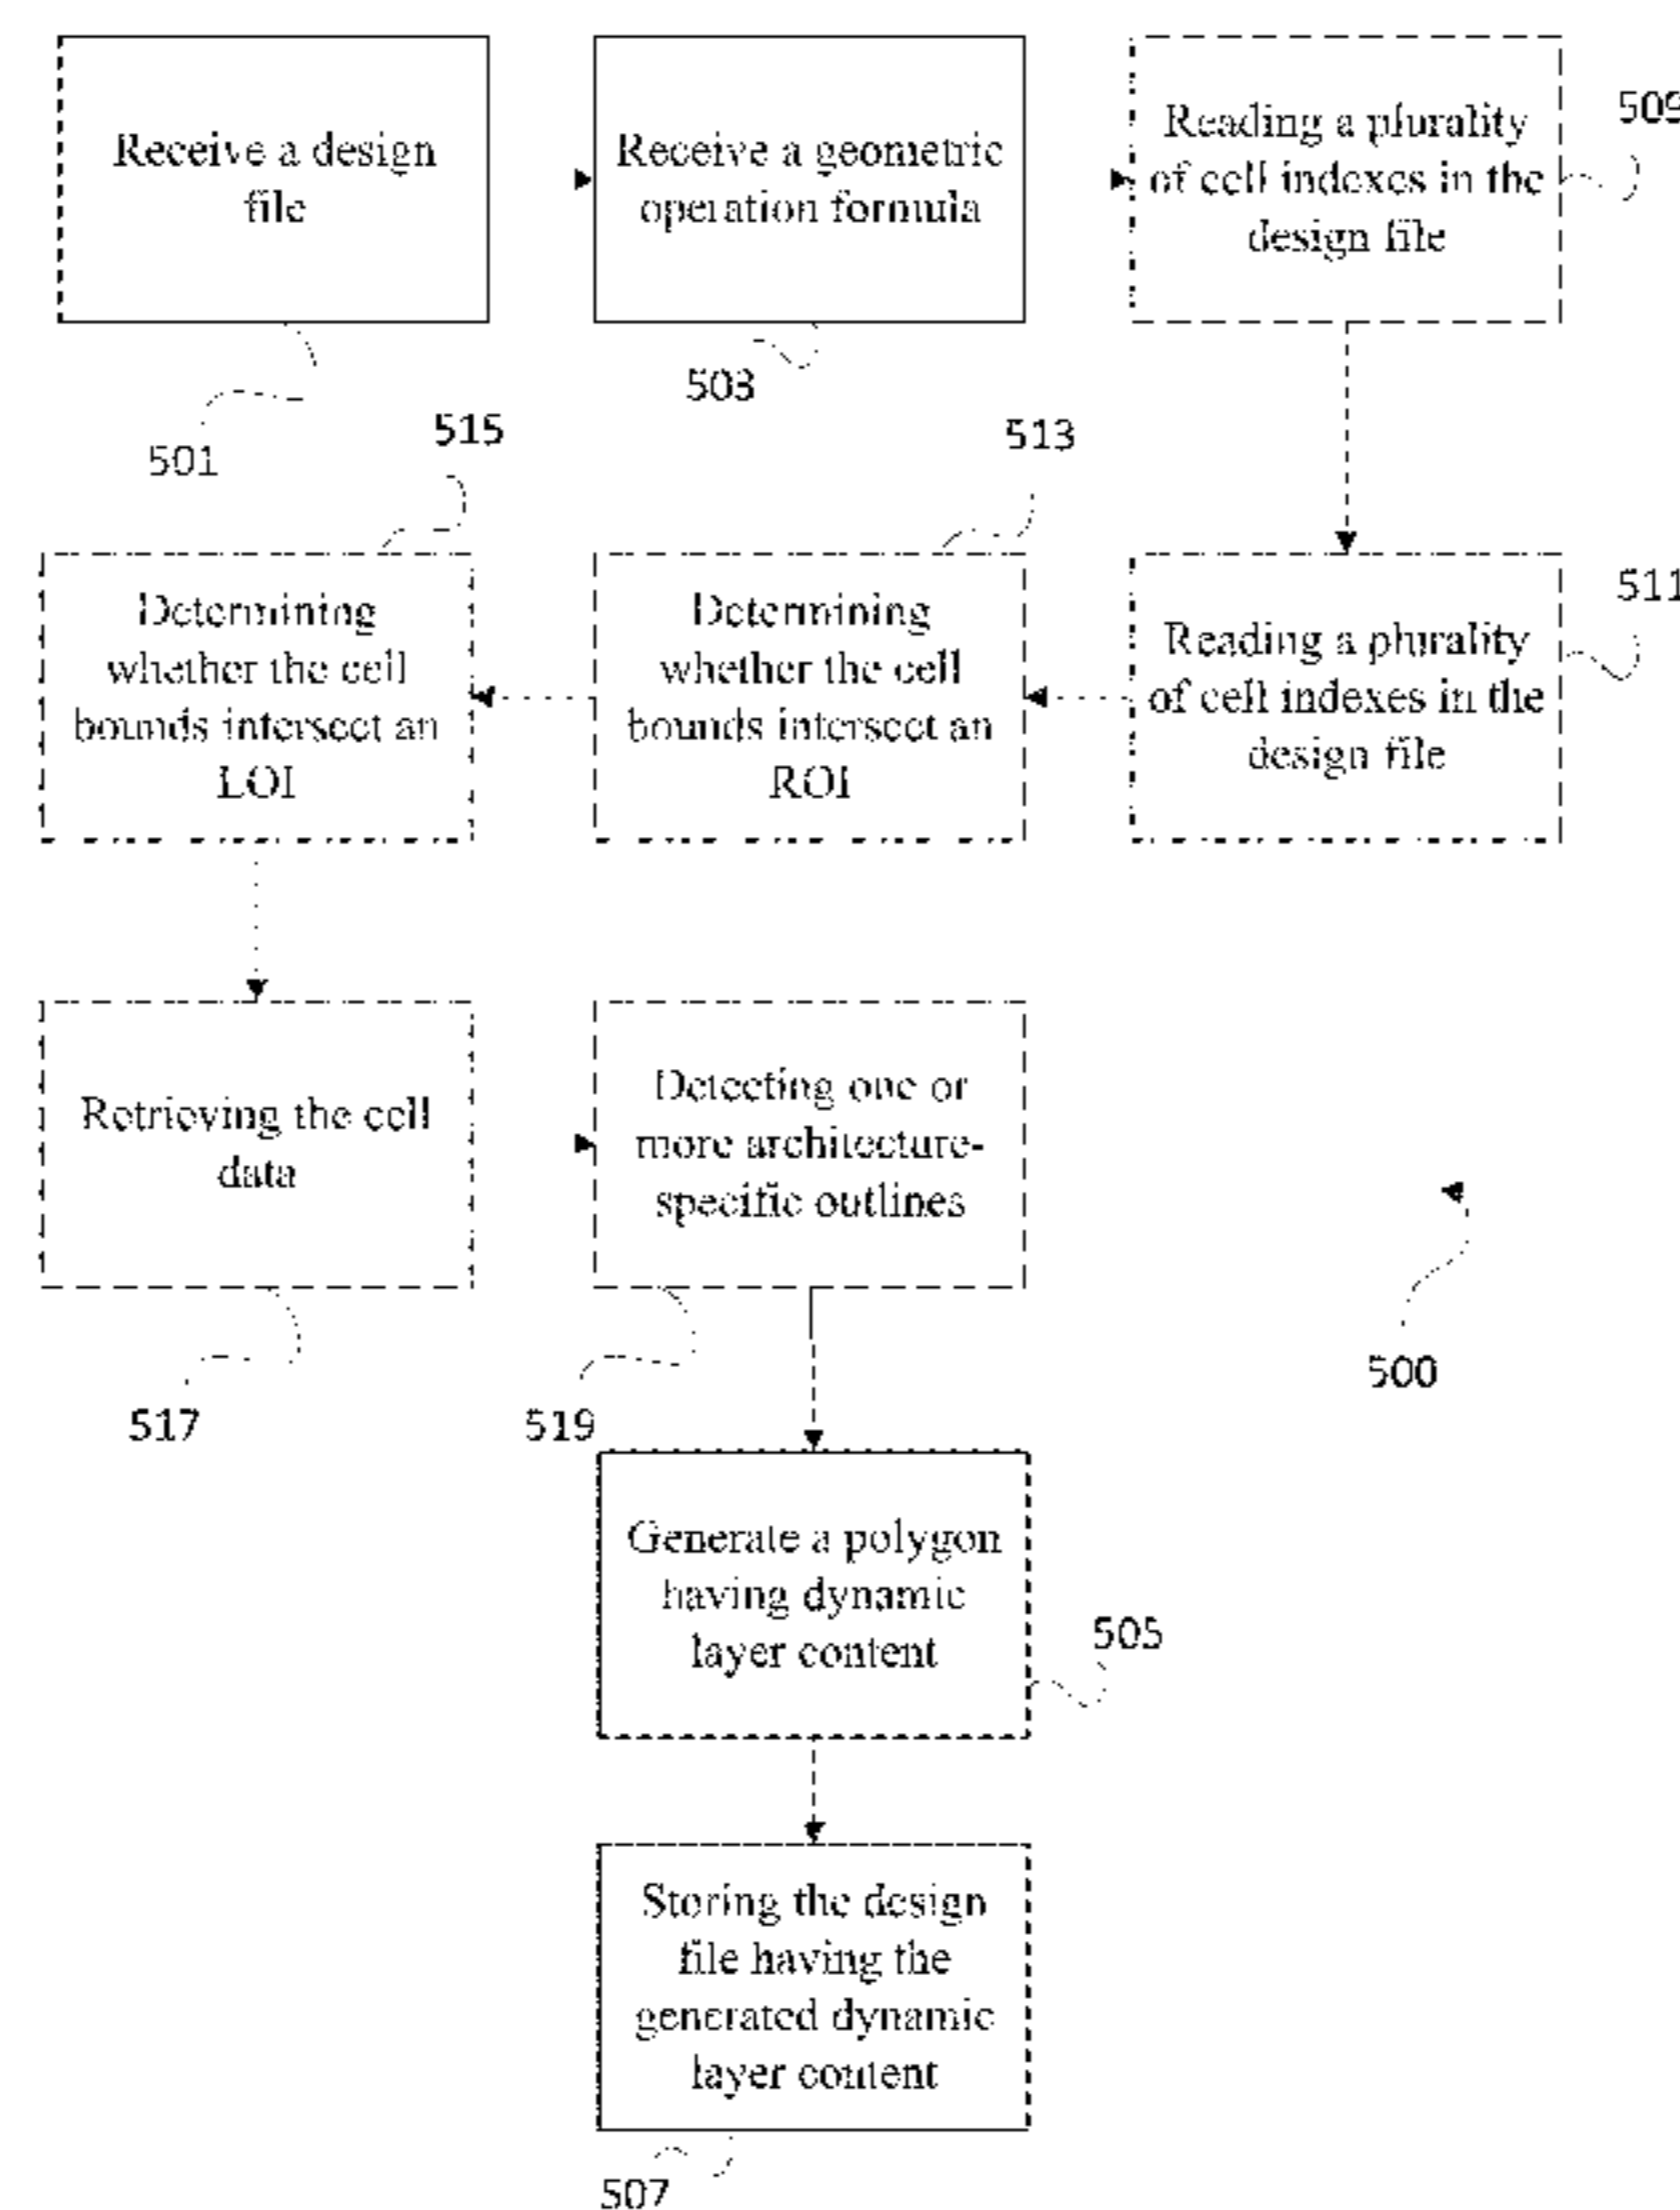 Receive a design
file
501
Receive a geometric
operation formula
503
Reading a plurality
of cell indexes in the
design file
509
Reading a plurality
of cell indexes in the
design file
511
Determining
whether the cell
bounds intersect an
ROI
513
Determining
whether the cell
bounds intersect an
LOI
515
Retrieving the cell
data
517
Detecting one or
more architecture-
specific outlines
519
500
Generate a polygon
having dynamic
layer content
505
Storing the design
file having the
generated dynamic
layer content
507